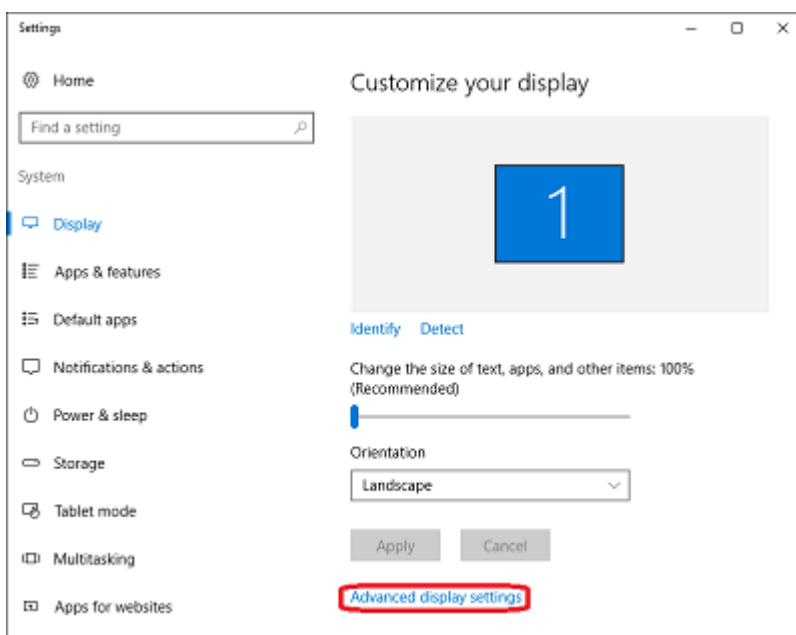 Settings
Home
Find a setting
System
Display
Apps & features
Default apps
Notifications & actions
Power & sleep
Storage
Tablet mode
Multitasking
Apps for websites
Customize your display
1
Identify Detect
Change the size of text, apps, and other items: 100%
(Recommended)
Orientation
Landscape
Apply Cancel
Advanced display settings